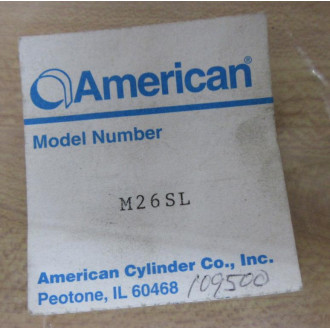 American®
Model Number
M26SL
American Cylinder Co., Inc.
Peotone, IL 60468
109500